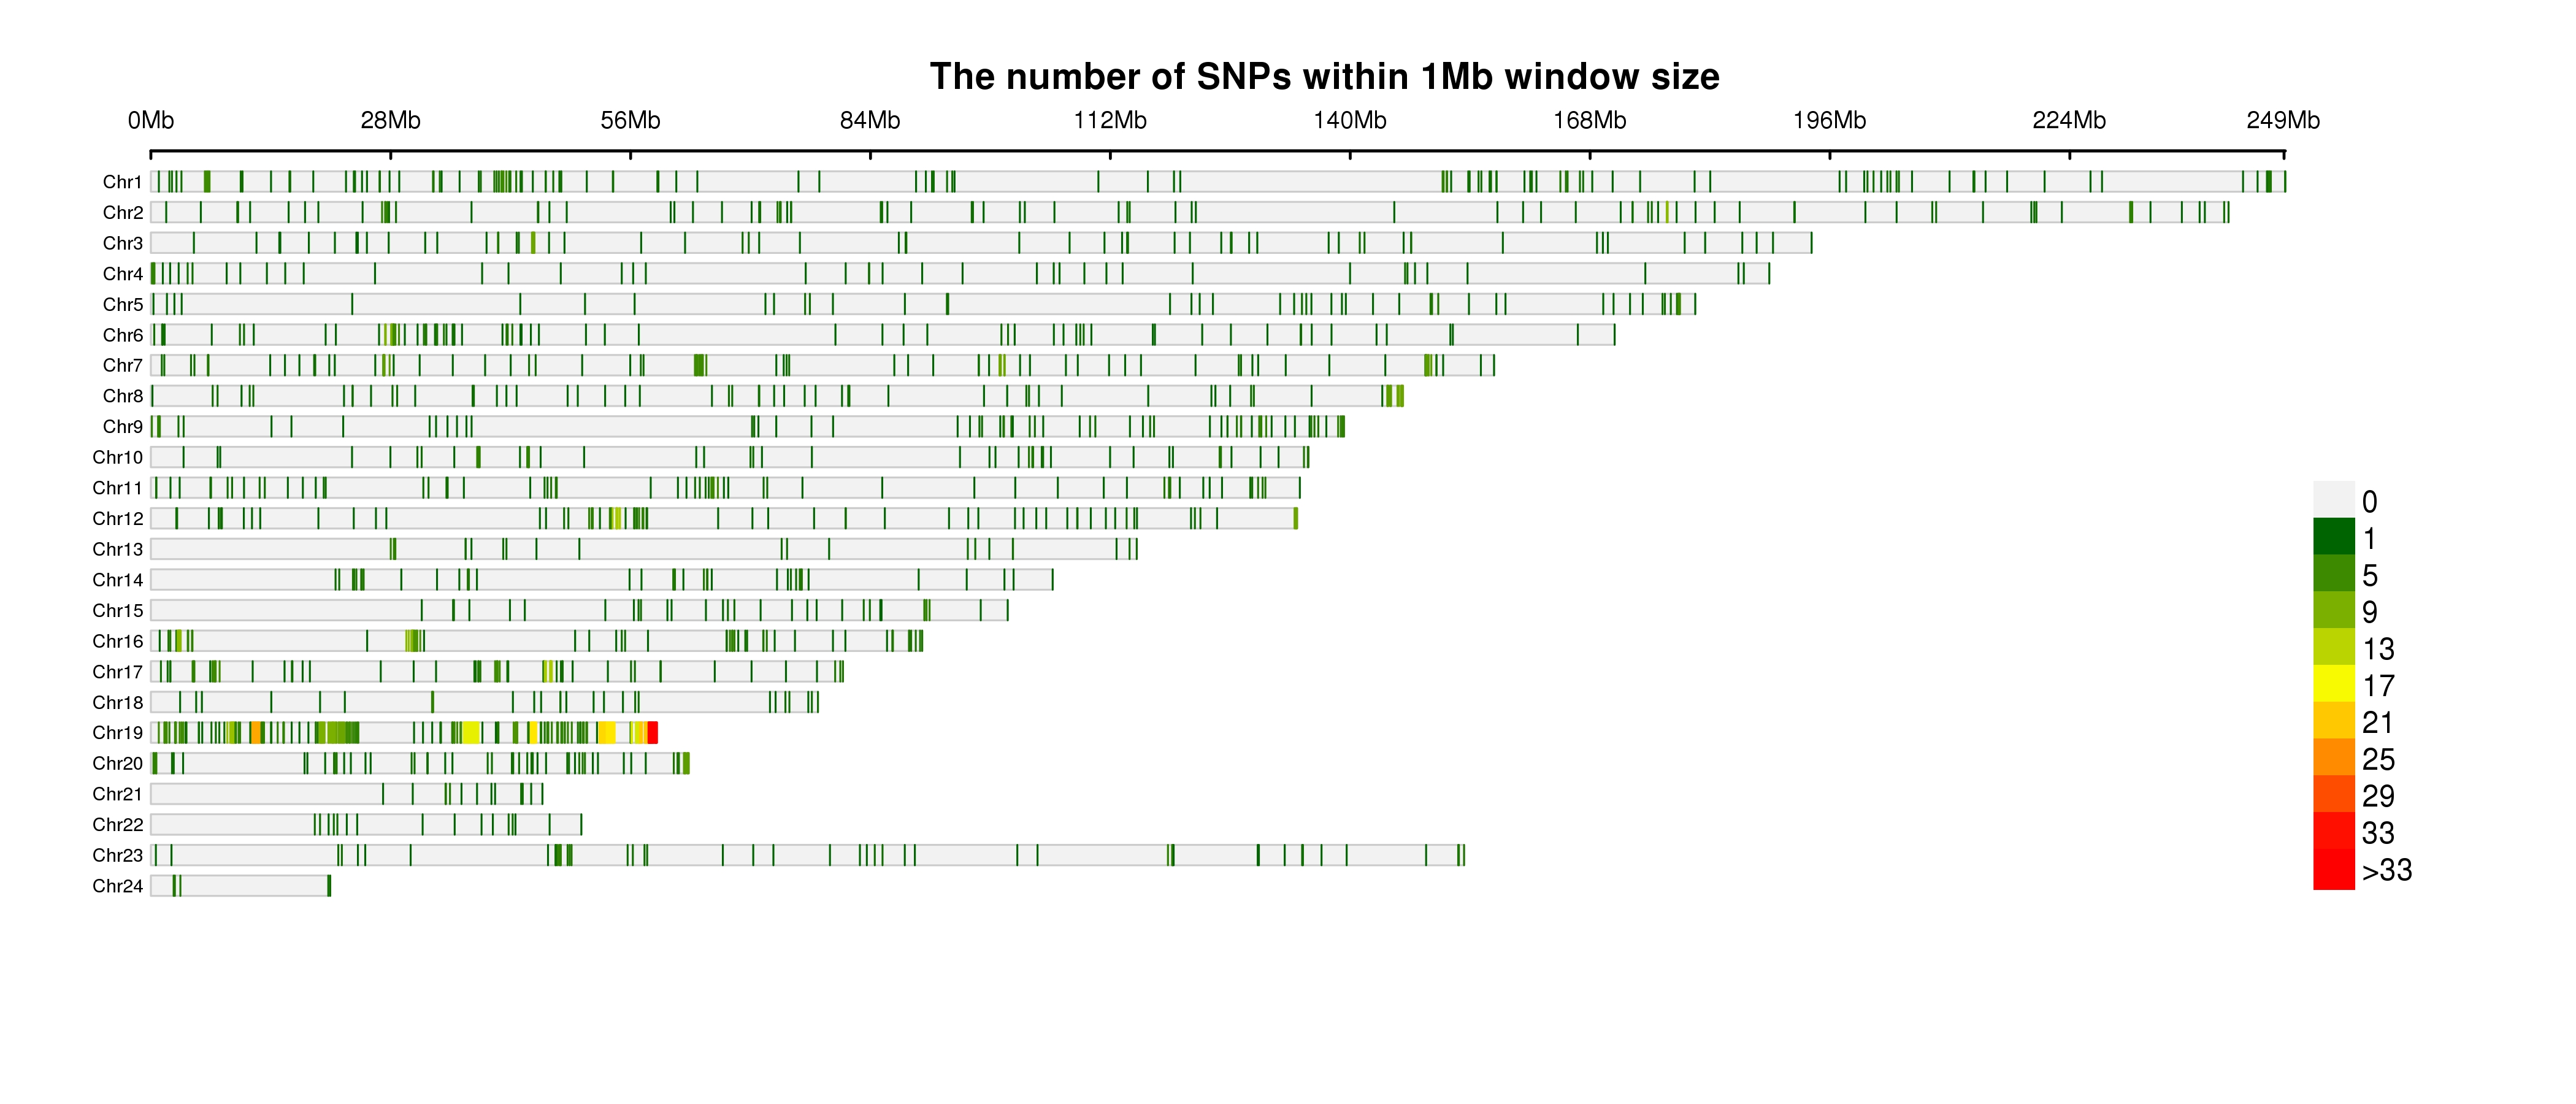 The number of SNPs within 1Mb window size
0Mb 28Mb 56Mb 84Mb 112Mb 140Mb 168Mb 196Mb 224Mb 249Mb
Chr1
Chr2
Chr3
Chr4
Chr5
Chr6
Chr7
Chr8
Chr9
Chr10
Chr11
Chr12
Chr13
Chr14
Chr15
Chr16
Chr17
Chr18
Chr19
Chr20
Chr21
Chr22
Chr23
Chr24
0
1
5
9
13
17
21
25
29
33
>33